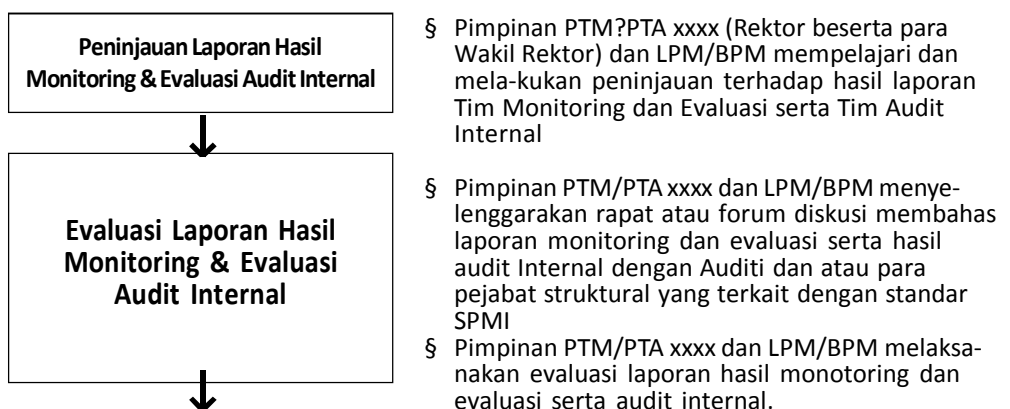 Peninjauan Laporan Hasil
Monitoring & Evaluasi Audit Internal
§ Pimpinan PTM?PTA xxxx (Rektor beserta para
Wakil Rektor) dan LPM/BPM mempelajari dan
mela-kukan peninjauan terhadap hasil laporan
Tim Monitoring dan Evaluasi serta Tim Audit
Internal
Evaluasi Laporan Hasil
Monitoring & Evaluasi
Audit Internal
§ Pimpinan PTM/PTA xxxx dan LPM/BPM menye-
lenggarakan rapat atau forum diskusi membahas
laporan monitoring dan evaluasi serta hasil
audit Internal dengan Auditi dan atau para
pejabat struktural yang terkait dengan standar
SPMI
§ Pimpinan PTM/PTA xxxx dan LPM/BPM melaksa-
nakan evaluasi laporan hasil monotoring dan
evaluasi serta audit internal.